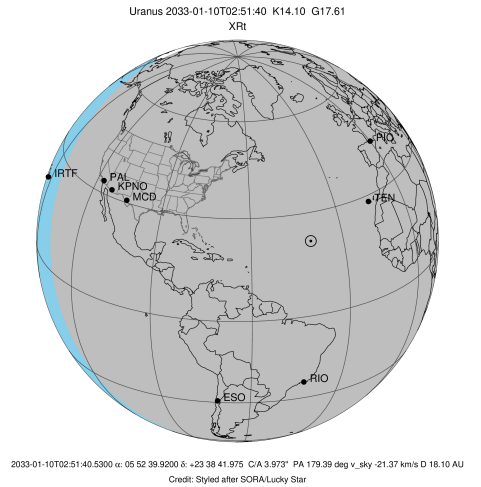 Uranus 2033-01-10T02:51:40 K14.10 G17.61
XRt
PIC
IRTF
PAL
KPNO
MCD
TEN
RIO
ESO
2033-01-10T02:51:40.5300 α: 05 52 39.9200 δ: +23 38 41.975 C/A 3.973" PA 179.39 deg v_sky -21.37 km/s D 18.10 AU
Credit: Styled after SORA/Lucky Star